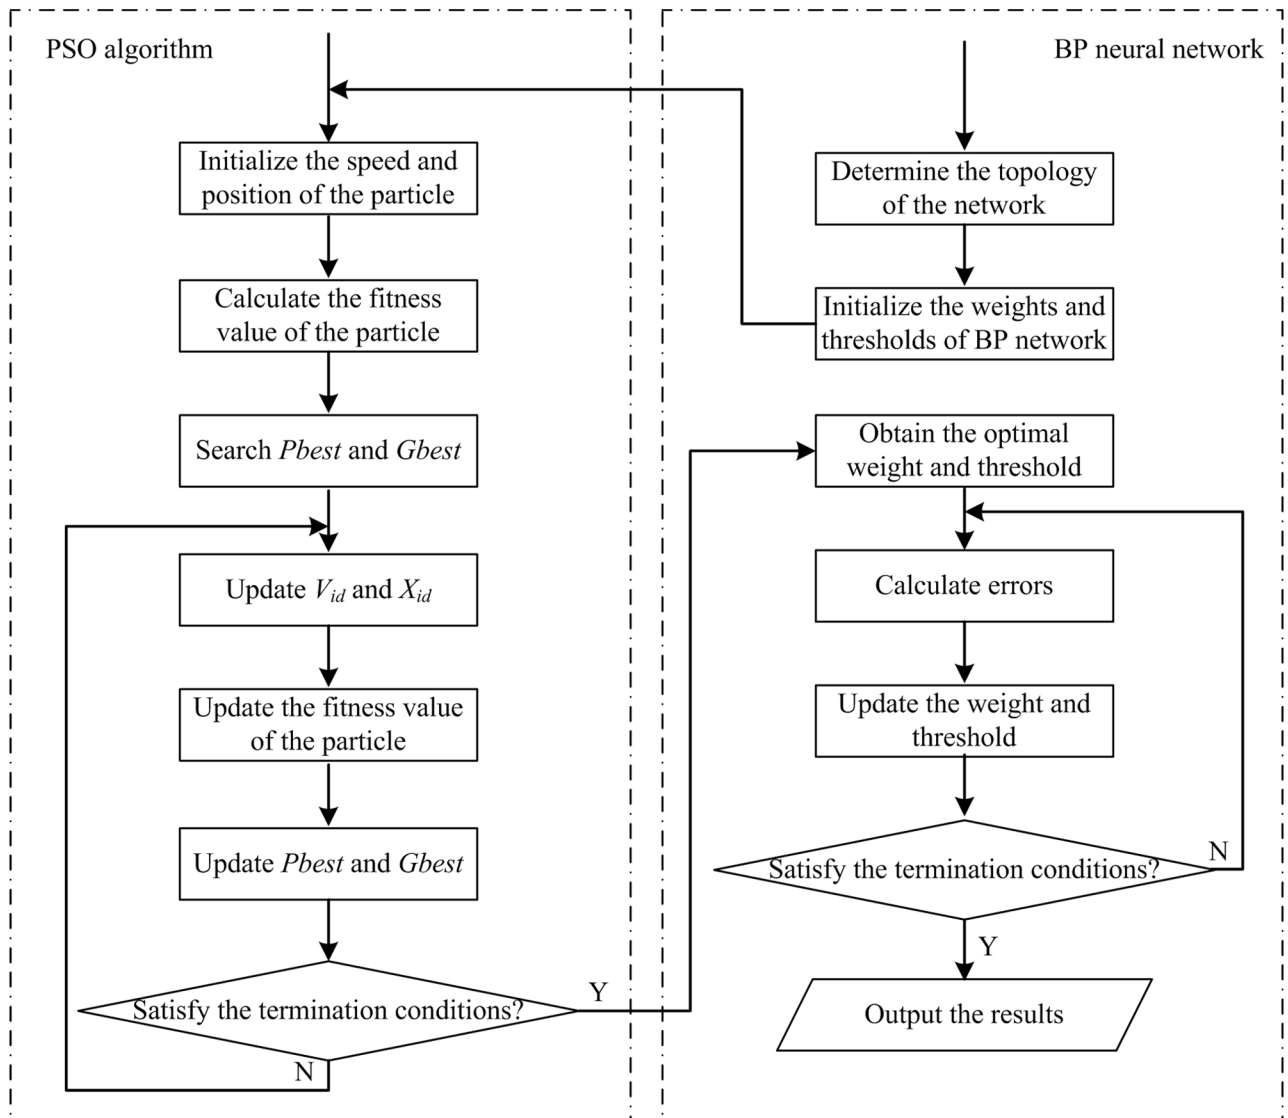 PSO algorithm
Initialize the speed and
position of the particle
Calculate the fitness
value of the particle
Search Pbest and Gbest
Update Vid and Xid
Update the fitness value
of the particle
Update Pbest and Gbest
Satisfy the termination conditions?
Y
N
BP neural network
Determine the topology
of the network
Initialize the weights and
thresholds of BP network
Obtain the optimal
weight and threshold
Calculate errors
Update the weight and
threshold
Satisfy the termination conditions?
N
Y
Output the results